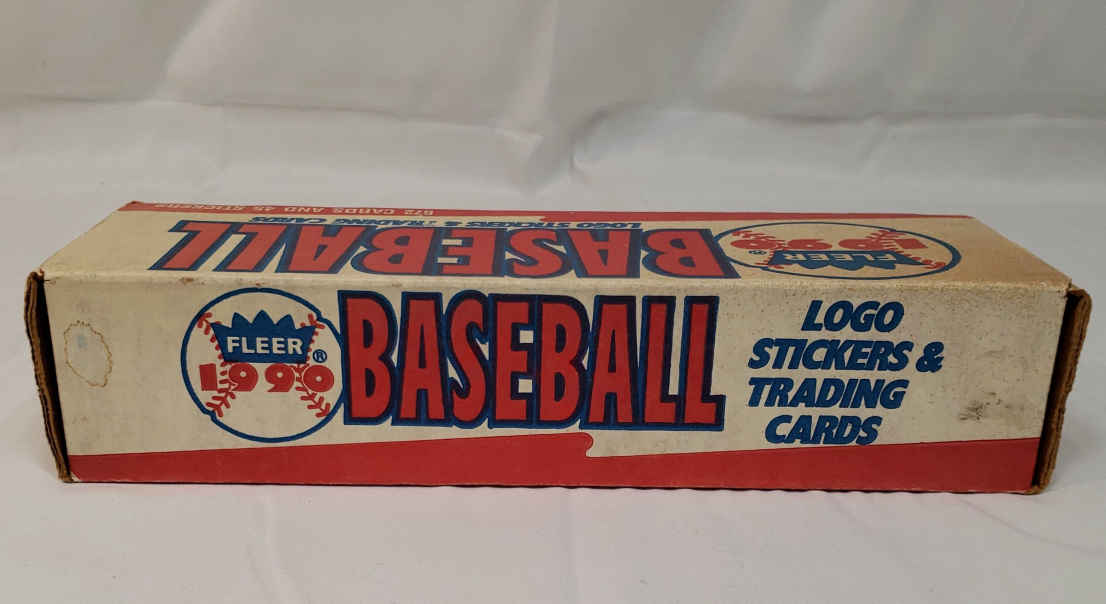 672 CARDS AND 45 STICKERS
LOGO STICKERS & TRADING CARDS
BASEBALL
FLEER ®
1990
FLEER ®
1990
BASEBALL
LOGO
STICKERS &
TRADING
CARDS